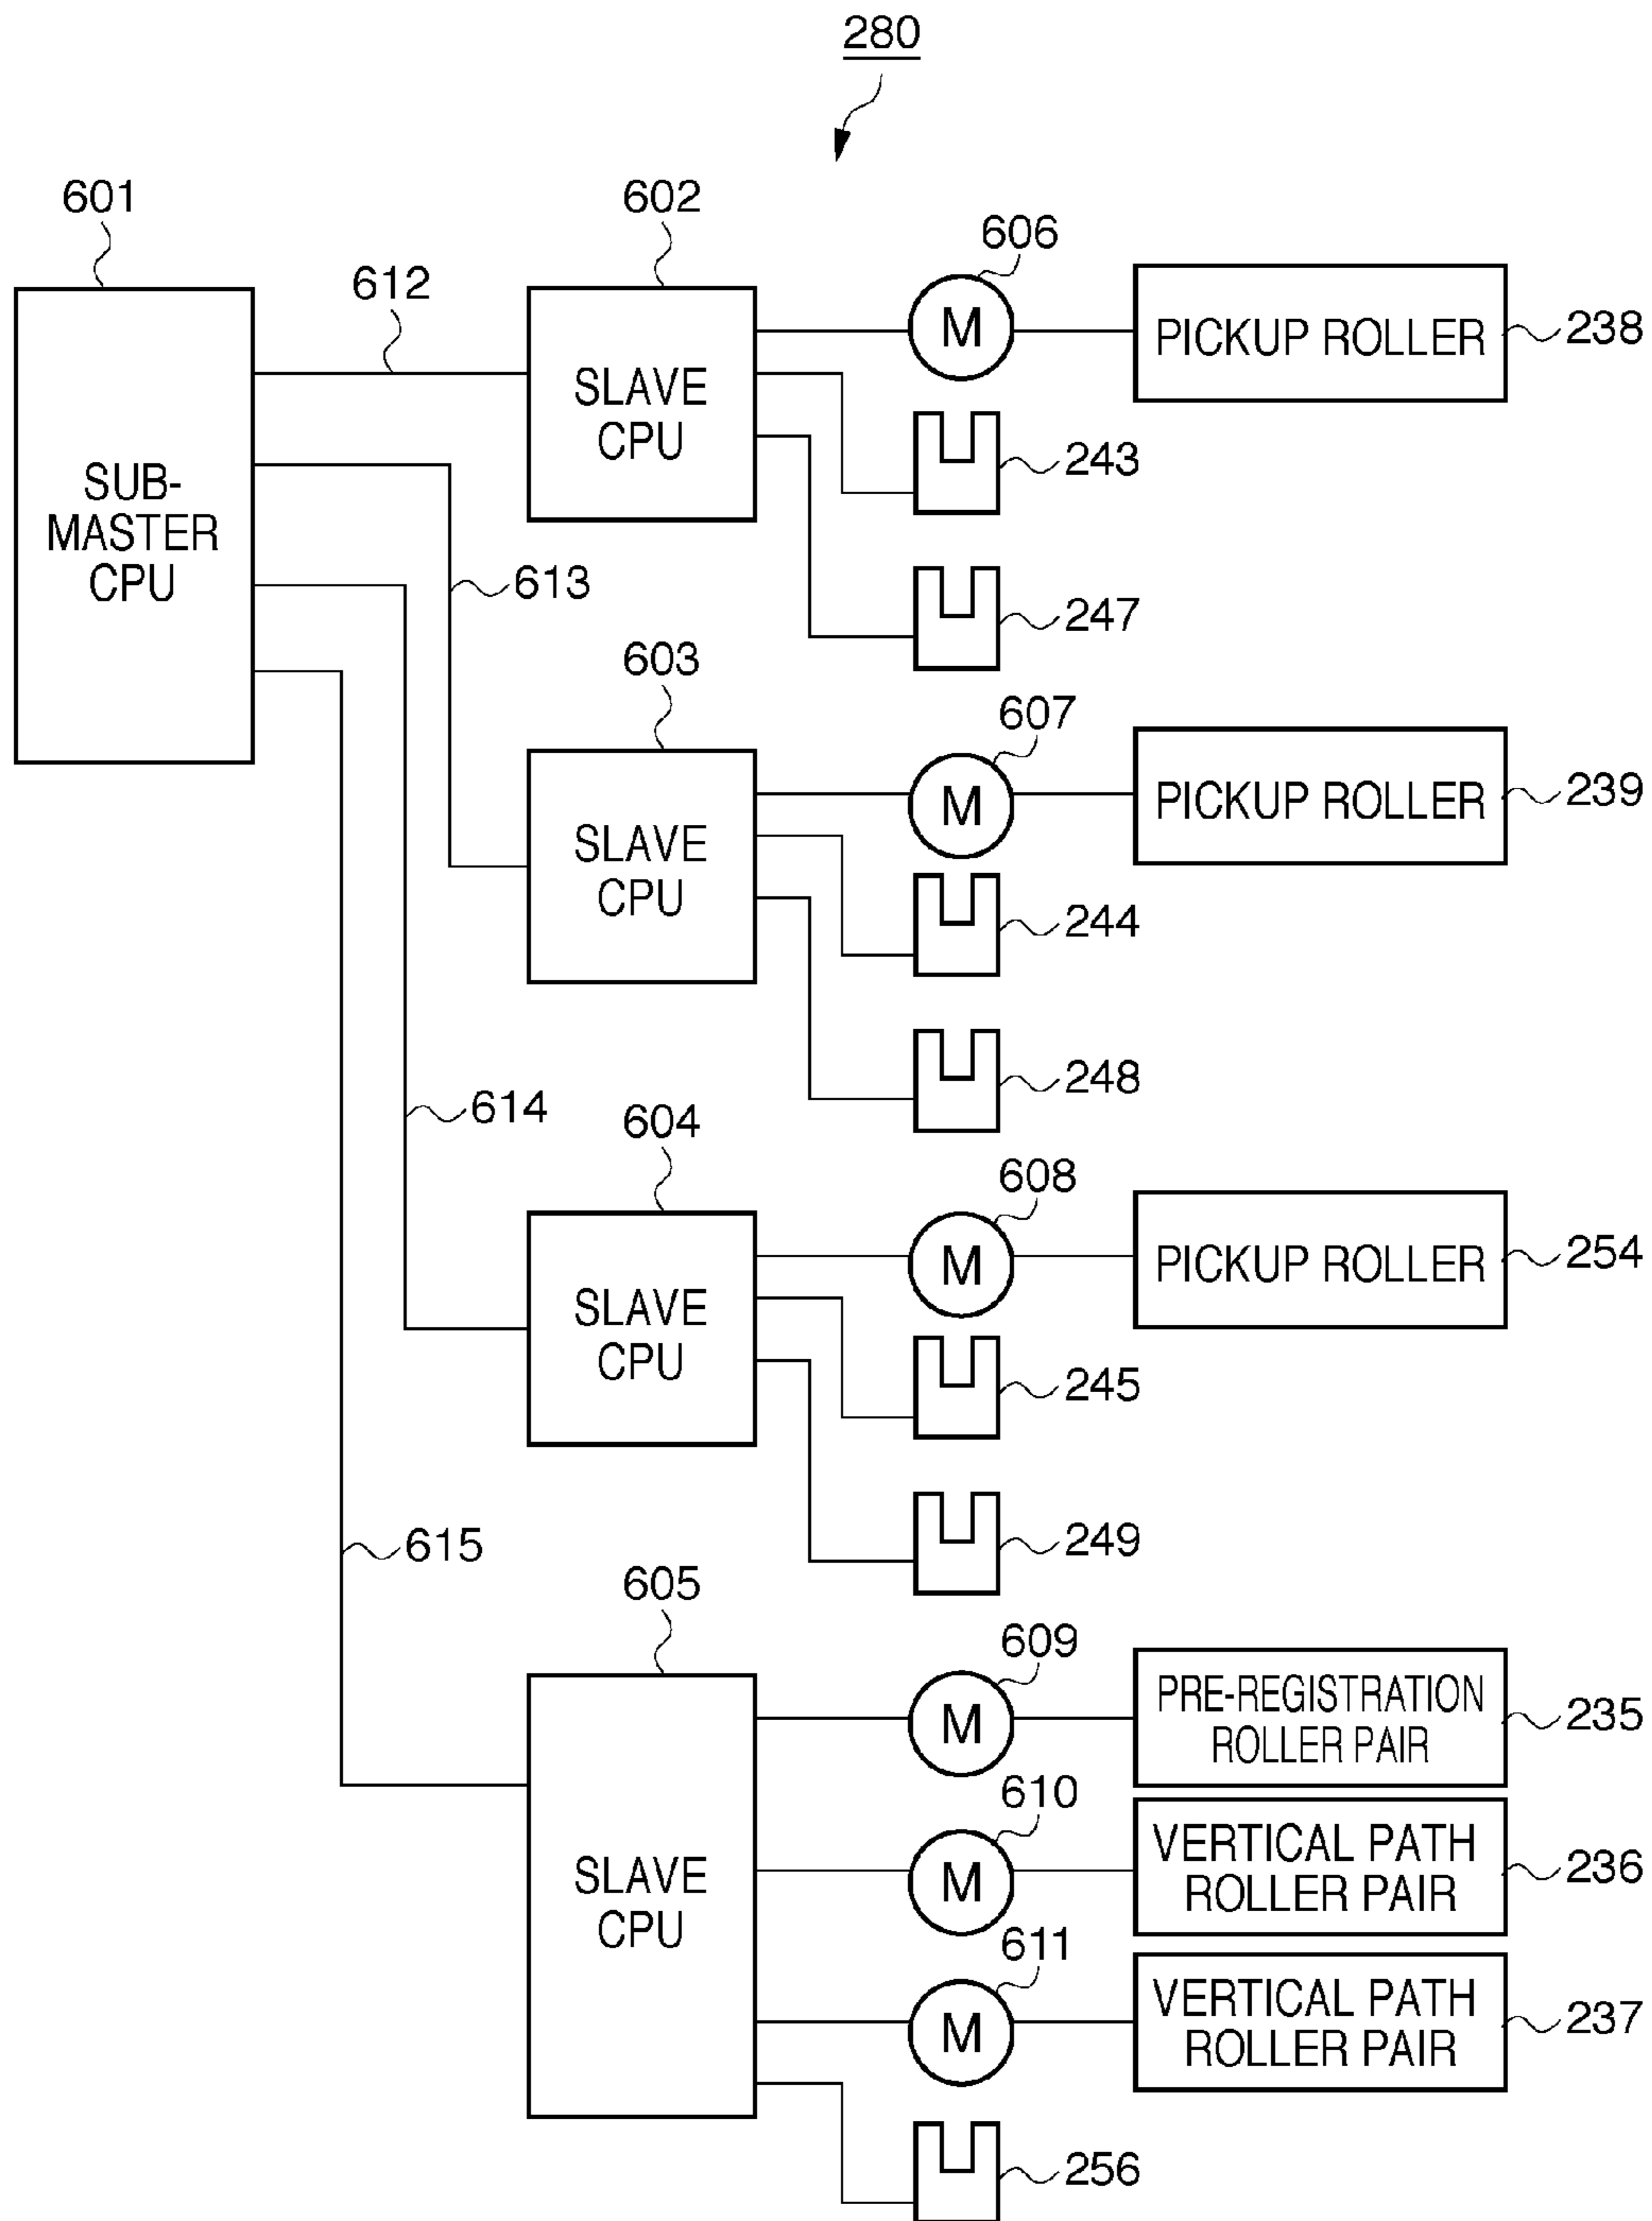 280
601
602
606
612
M
PICKUP ROLLER
238
SLAVE
CPU
243
SUB-
MASTER
CPU
613
247
603
607
M
PICKUP ROLLER
239
SLAVE
CPU
244
248
614
604
608
M
PICKUP ROLLER
254
SLAVE
CPU
245
249
615
605
609
M
PRE-REGISTRATION
ROLLER PAIR
235
610
SLAVE
CPU
M
VERTICAL PATH
ROLLER PAIR
236
611
M
VERTICAL PATH
ROLLER PAIR
237
256